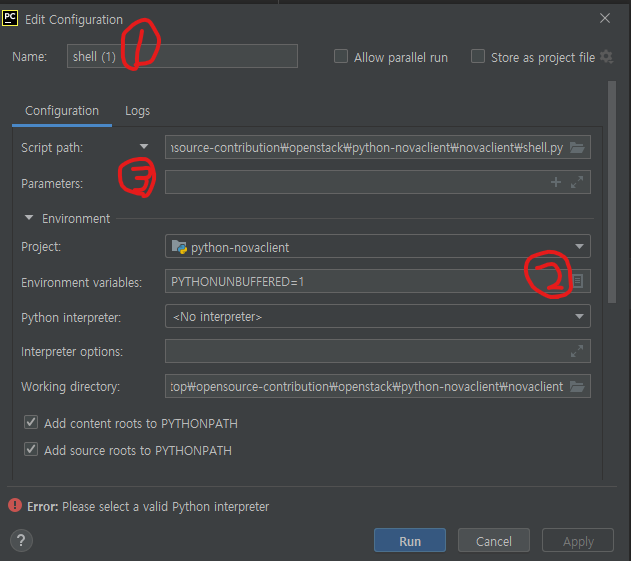 PC Edit Configuration
1
Name: shell (1) Allow parallel run Store as project file
Configuration Logs
Script path: ısource-contribution₩openstack₩python-novaclient₩novaclient₩shell.py
3
Parameters:
Environment
Project: python-novaclient
2
Environment variables: PYTHONUNBUFFERED=1
Python interpreter: <No interpreter>
Interpreter options:
Working directory: top₩opensource-contribution₩openstack₩python-novaclient₩novaclient
Add content roots to PYTHONPATH
Add source roots to PYTHONPATH
Error: Please select a valid Python interpreter
? Run Cancel Apply